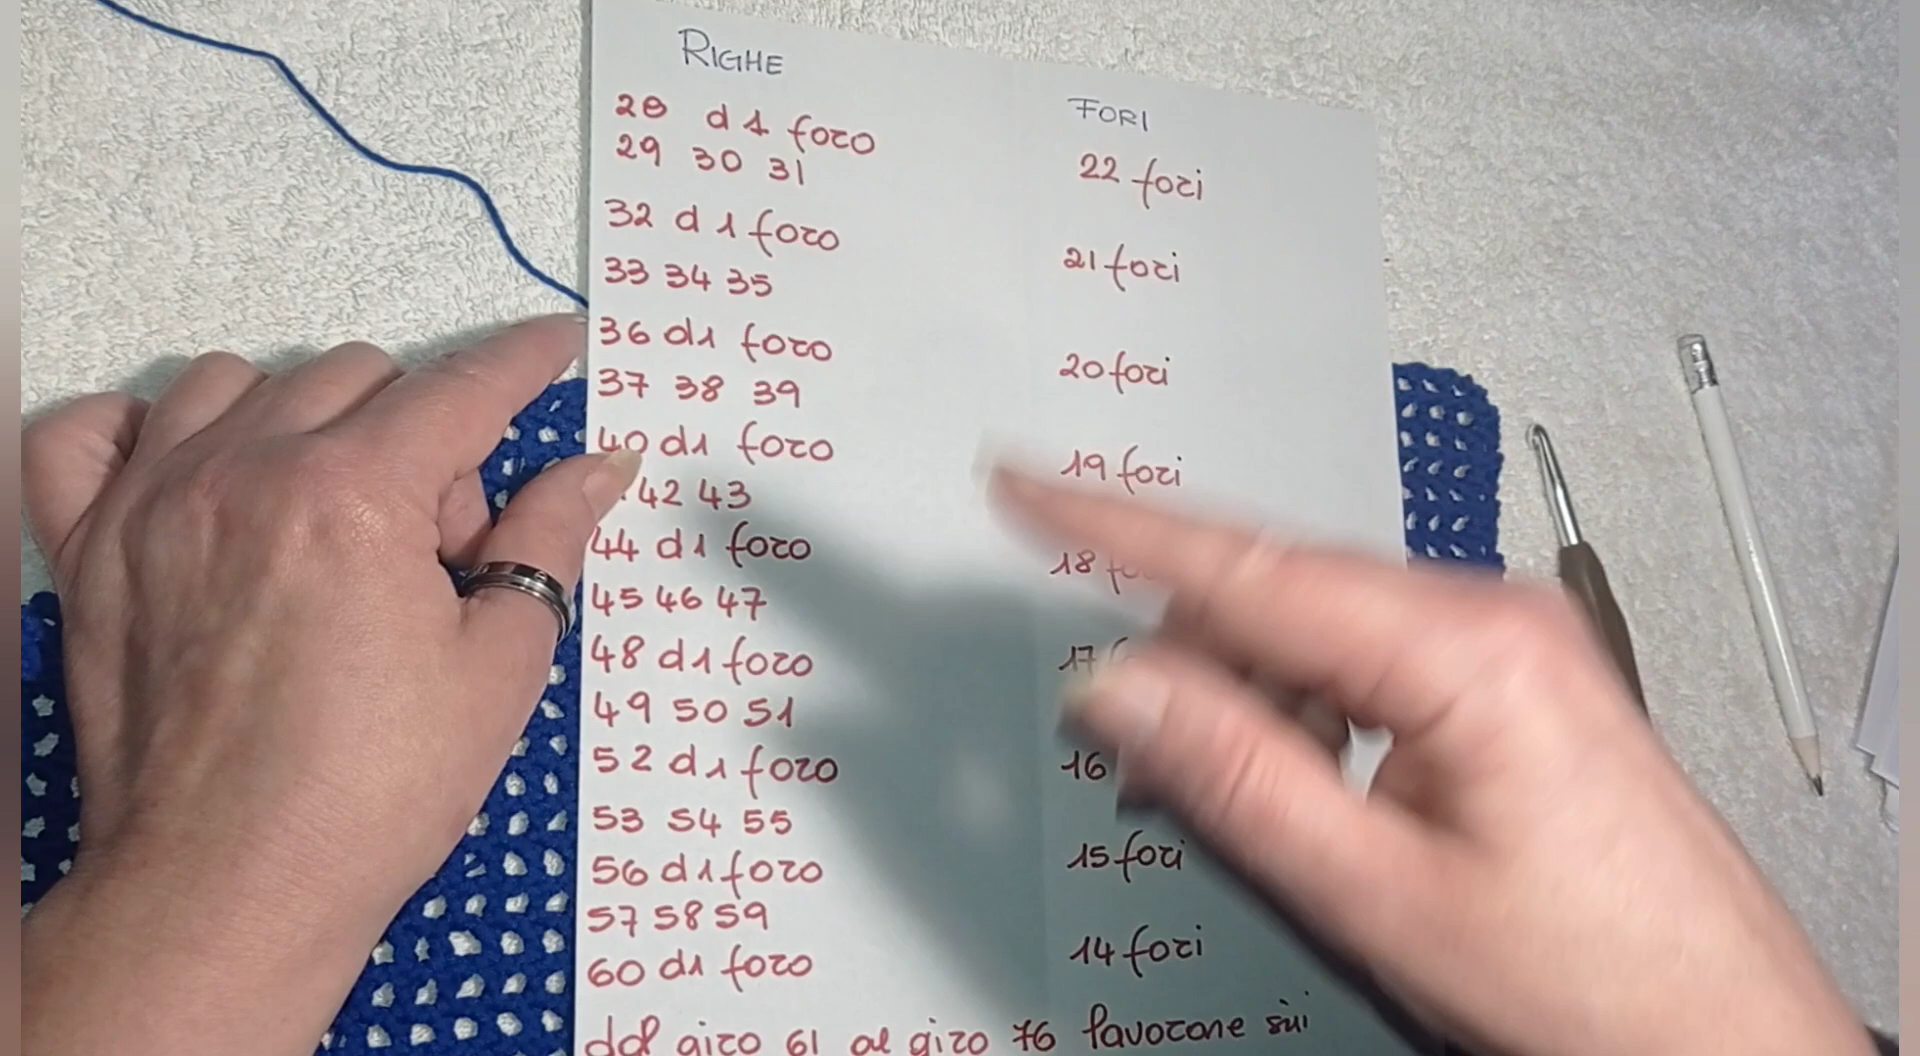 RIGHE
FORI
28 d 1 foro
22 fori
29 30 31
32 d 1 foro
21 fori
33 34 35
36 d1 foro
20 fori
37 38 39
40 d1 foro
19 fori
42 43
44 d1 foro
18
45 46 47
48 d1 foro
17
49 50 51
52 d1 foro
16
53 54 55
56 d1 foro
15 fori
57 58 59
60 d1 foro
14 fori
dal giro 61 al giro 76 lavorare sui